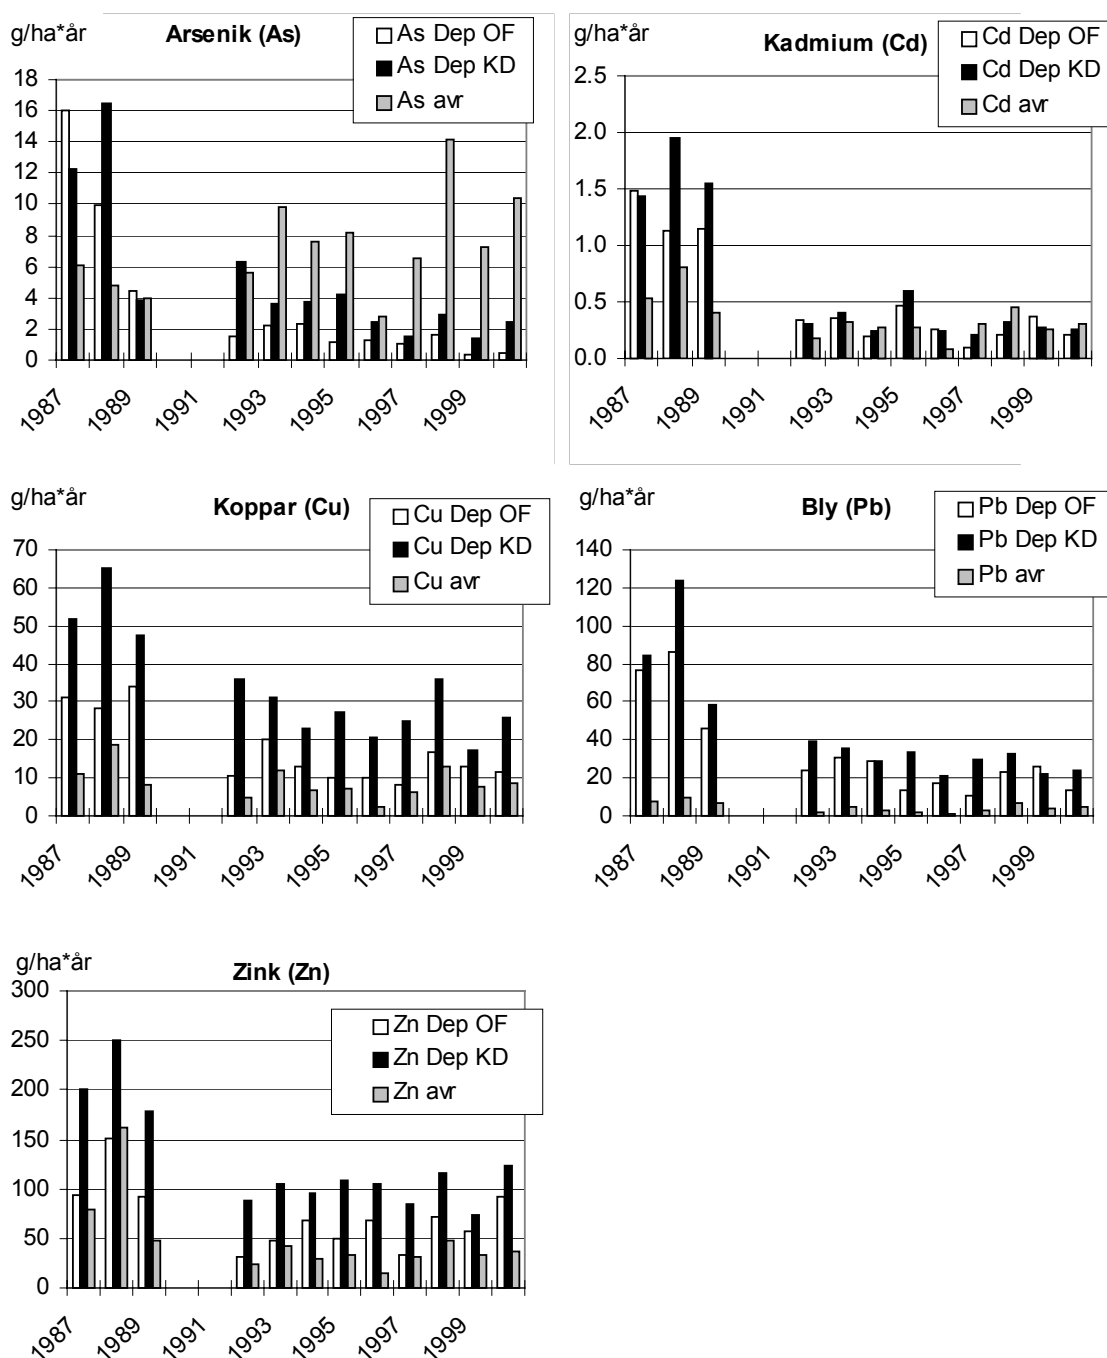 g/ha*år
Arsenik (As)
As Dep OF
As Dep KD
As avr
18
16
14
12
10
8
6
4
2
0
1987
1989
1991
1993
1995
1997
1999
g/ha*år
Kadmium (Cd)
Cd Dep OF
Cd Dep KD
Cd avr
2.5
2.0
1.5
1.0
0.5
0.0
1987
1989
1991
1993
1995
1997
1999
g/ha*år
Koppar (Cu)
Cu Dep OF
Cu Dep KD
Cu avr
70
60
50
40
30
20
10
0
1987
1989
1991
1993
1995
1997
1999
g/ha*år
Bly (Pb)
Pb Dep OF
Pb Dep KD
Pb avr
140
120
100
80
60
40
20
0
1987
1989
1991
1993
1995
1997
1999
g/ha*år
Zink (Zn)
Zn Dep OF
Zn Dep KD
Zn avr
300
250
200
150
100
50
0
1987
1989
1991
1993
1995
1997
1999